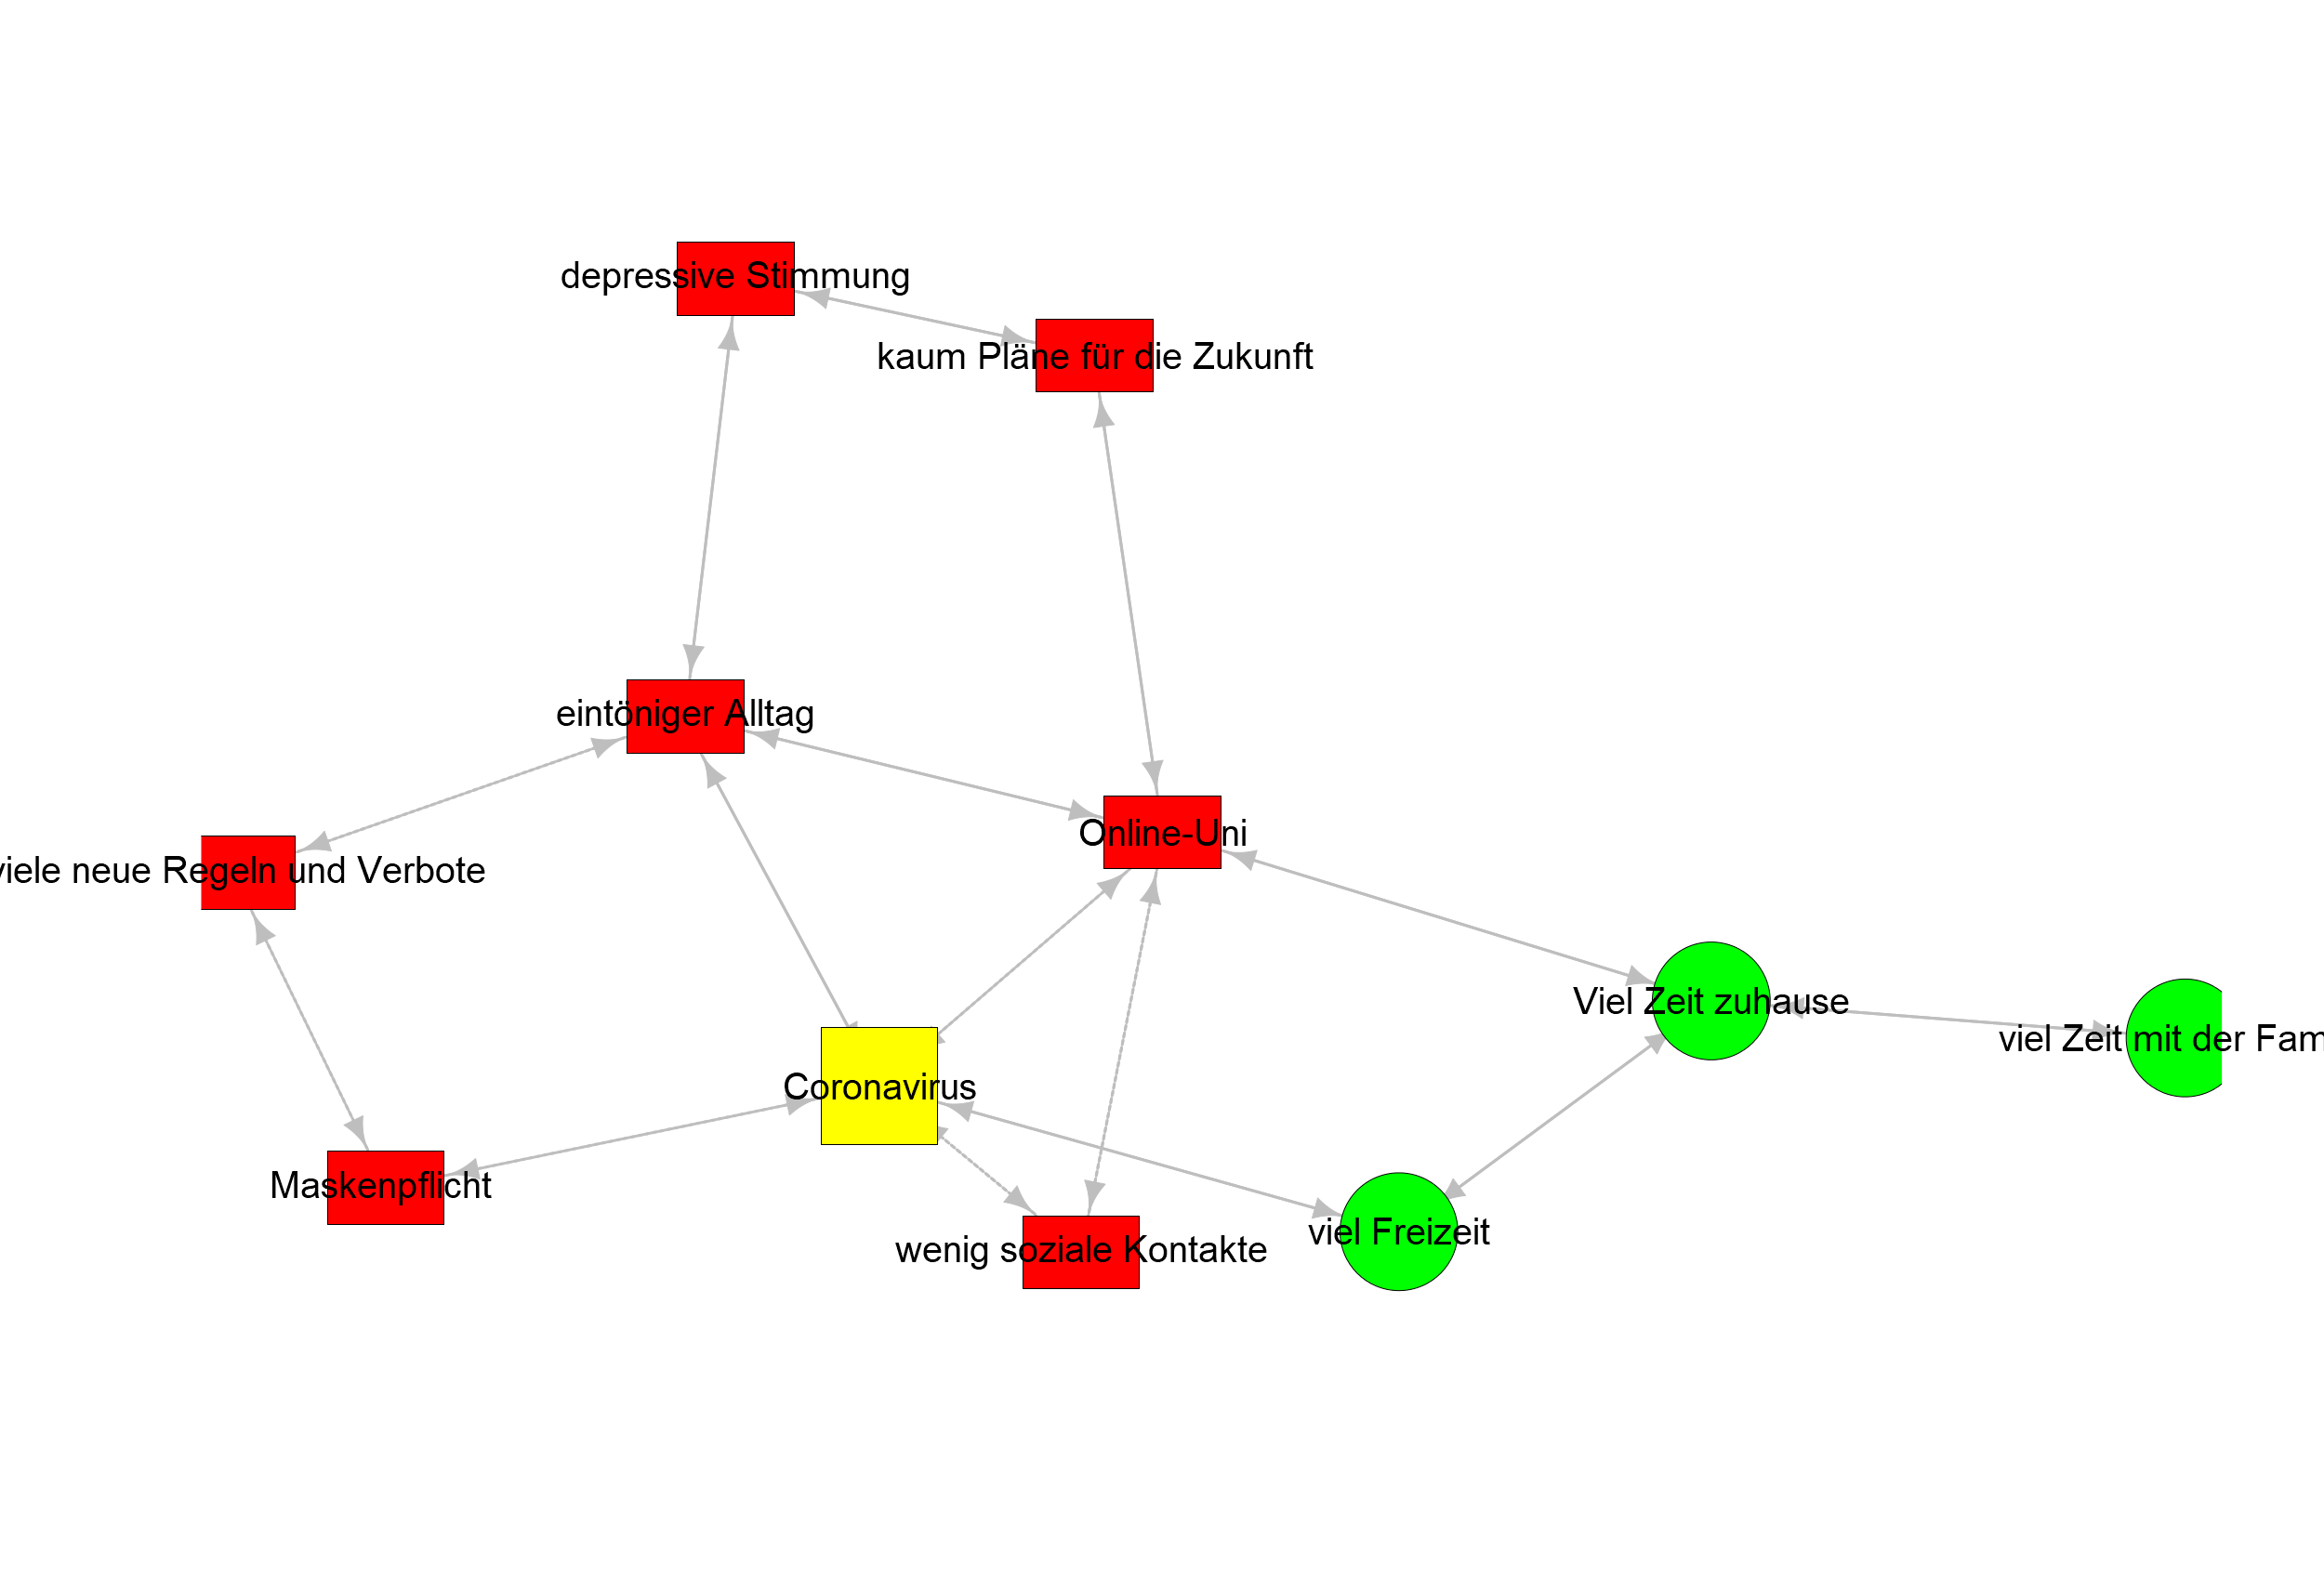 depressive Stimmung
kaum Pläne für die Zukunft
eintöniger Alltag
Online-Uni
viele neue Regeln und Verbote
Viel Zeit zuhause
viel Zeit mit der Fam
Coronavirus
Maskenpflicht
viel Freizeit
wenig soziale Kontakte